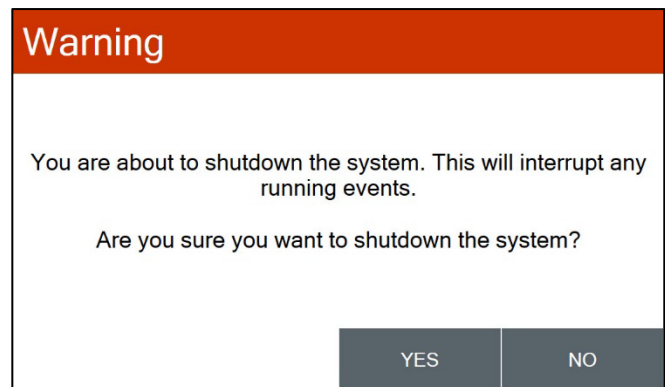 Warning
You are about to shutdown the system. This will interrupt any
running events.
Are you sure you want to shutdown the system?
YES
NO